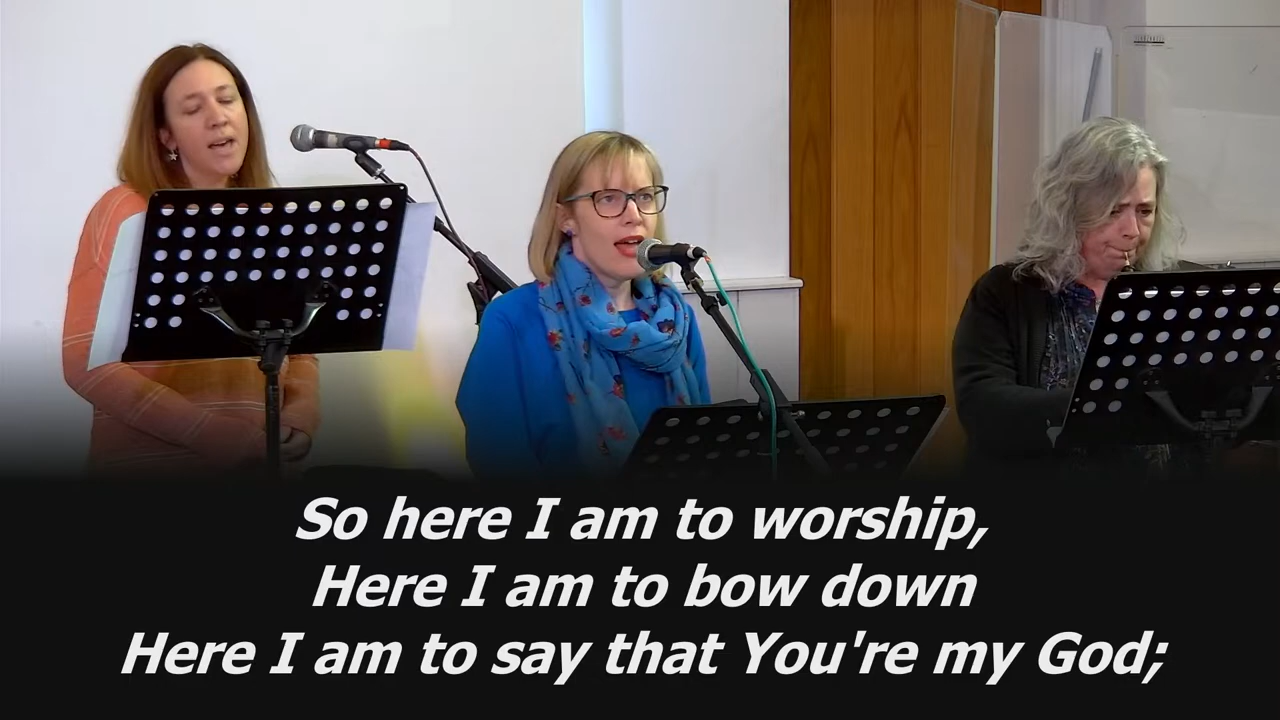 So here I am to worship,
Here I am to bow down
Here I am to say that You're my God;